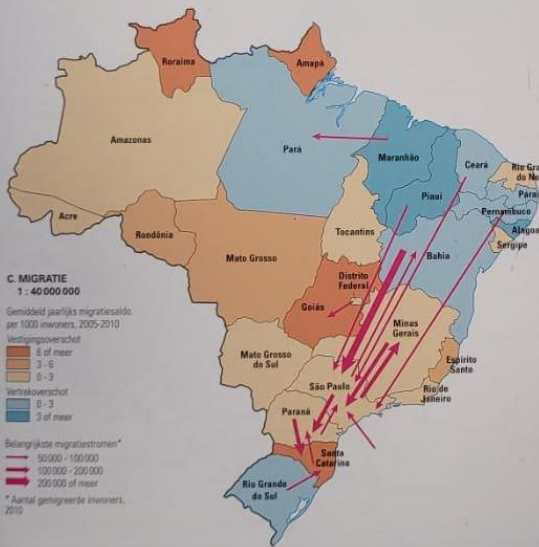 Roraima
Amapá
Amazonas
Pará
Maranhão
Ceará
Rio Gra
do No
Piauí
Paraí
Pernambuco
Alagoa
Sergipe
Acre
Rondônia
Tocantins
Bahia
Mato Grosso
Distrito
Federal
Goiás
Minas
Gerais
Mato Grosso
do Sul
Espírito
Santo
São Paulo
Rio de
Janeiro
Paraná
Santa
Catarina
Rio Grande
do Sul
C. MIGRATIE
1 : 40 000 000
Gemiddeld jaarlijks migratiesaldo
per 1000 inwoners, 2005-2010
Vestigingsoverschot
6 of meer
3 - 6
0 - 3
Vertrekoverschot
0 - 3
3 of meer
Belangrijkste migratiestromen*
50 000 - 100 000
100 000 - 200 000
200 000 of meer
* Aantal gemigreerde inwoners,
2010